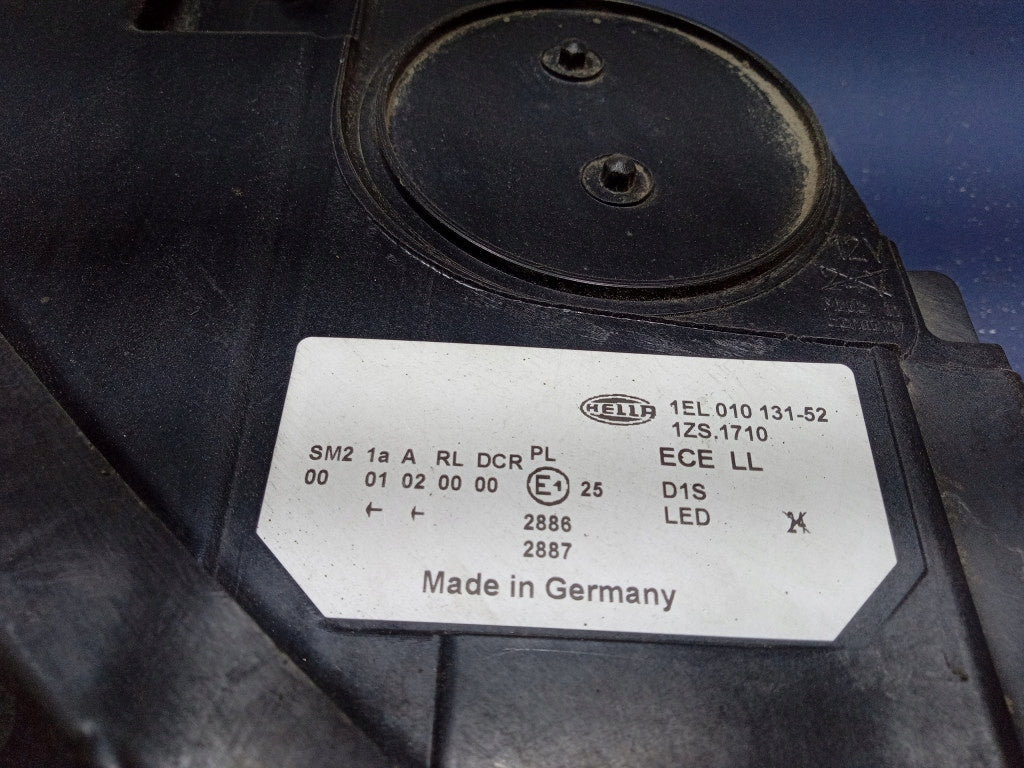 HELLA 1EL 010 131-52
1ZS.1710
ECE LL
SM2 1a A RL DCR PL
00 01 02 00 00 E1 25 D1S
← ← LED
2886
2887
Made in Germany